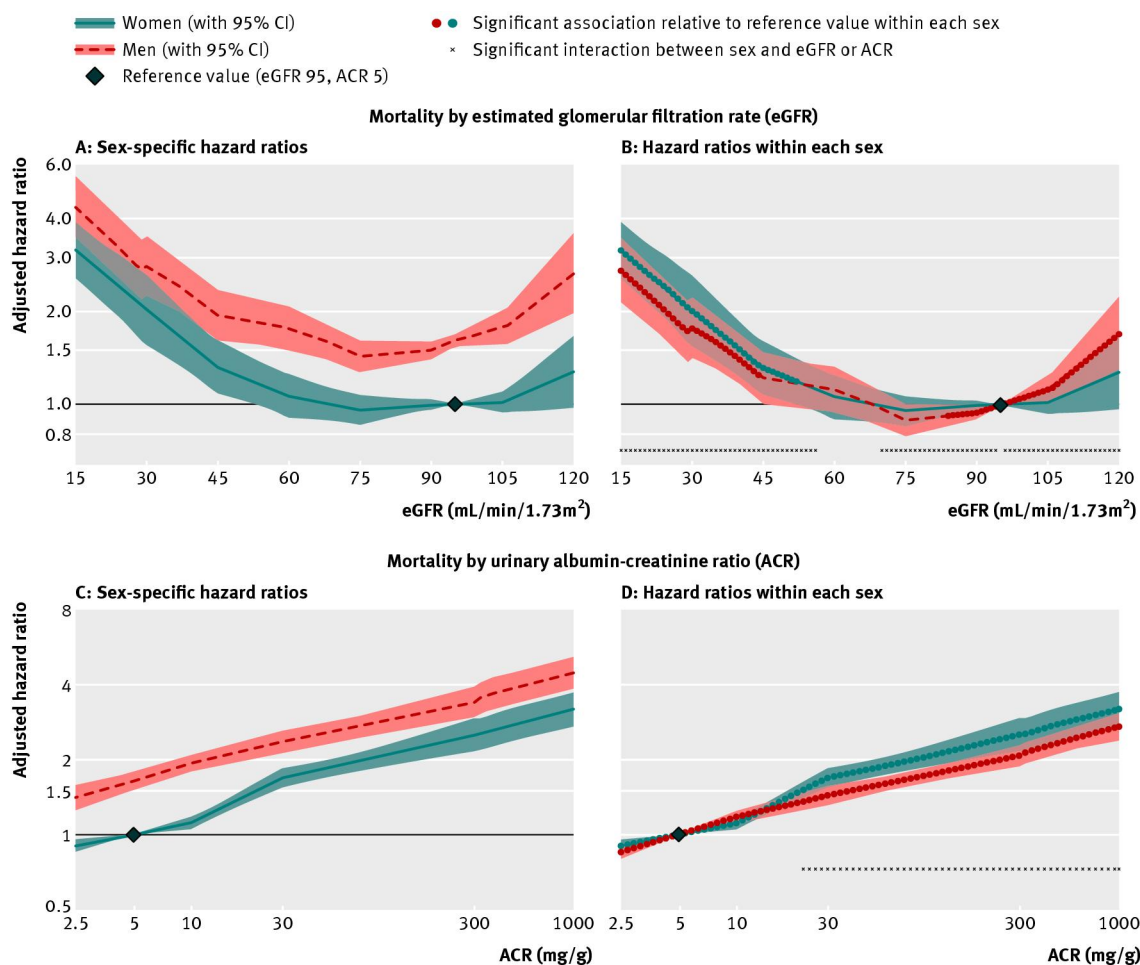 Women (with 95% CI)
Men (with 95% CI)
Reference value (eGFR 95, ACR 5)
Significant association relative to reference value within each sex
Significant interaction between sex and eGFR or ACR
Mortality by estimated glomerular filtration rate (eGFR)
A: Sex-specific hazard ratios
Adjusted hazard ratio
6.0
4.0
3.0
2.0
1.5
1.0
0.8
15 30 45 60 75 90 105 120
eGFR (mL/min/1.73m²)
B: Hazard ratios within each sex
15 30 45 60 75 90 105 120
eGFR (mL/min/1.73m²)
Mortality by urinary albumin-creatinine ratio (ACR)
C: Sex-specific hazard ratios
Adjusted hazard ratio
8
4
2
1.5
1
0.5
2.5 5 10 30 300 1000
ACR (mg/g)
D: Hazard ratios within each sex
2.5 5 10 30 300 1000
ACR (mg/g)